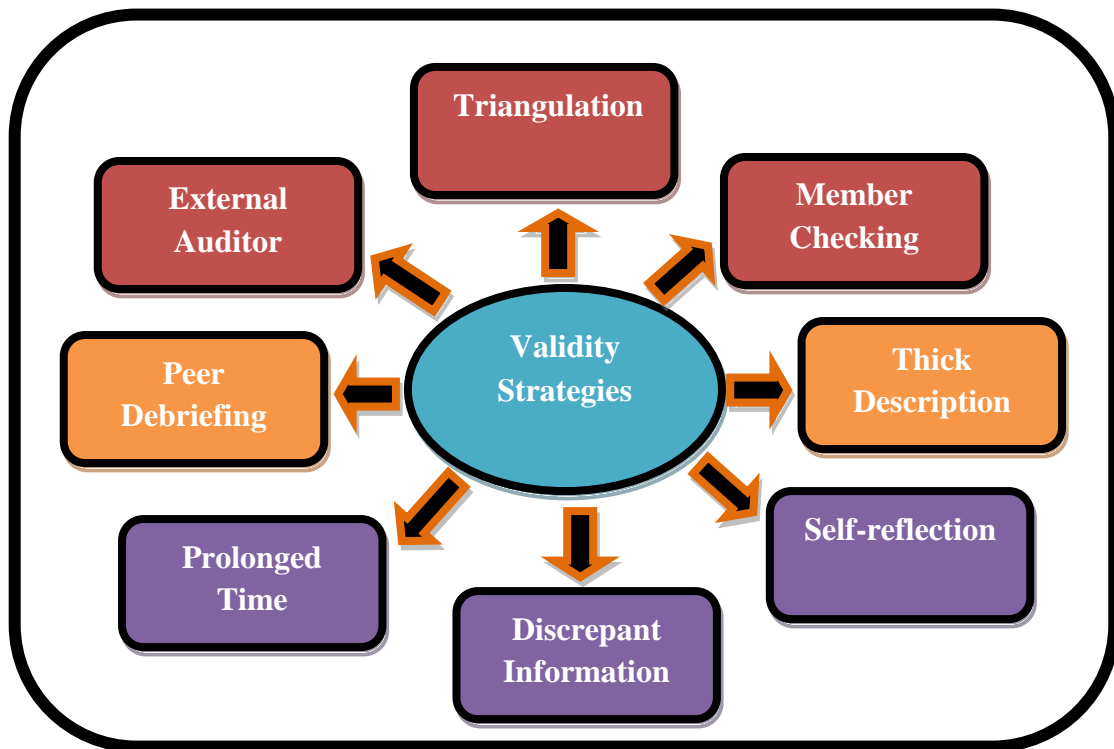 Triangulation
External
Auditor
Member
Checking
Validity
Strategies
Peer
Debriefing
Thick
Description
Prolonged
Time
Self-reflection
Discrepant
Information